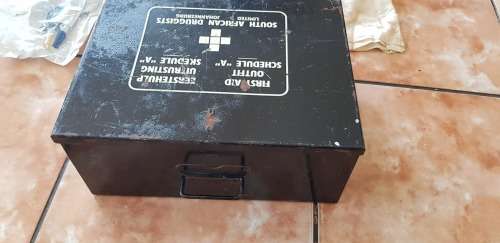 FIRST AID
OUTFIT
SCHEDULE "A"
EERSTEHULP
UITRUSTING
SKEDULE "A"
SOUTH AFRICAN DRUGGISTS
LIMITED
JOHANNESBURG